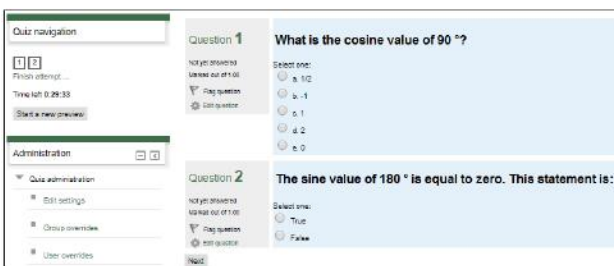 Quiz navigation
1 2
Finish attempt ...
Time left 0:29:33
Start a new preview
Administration
Quiz administration
Edit settings
Group overrides
User overrides
Question 1
Not yet answered
Marked out of 1.00
Flag question
Edit question
What is the cosine value of 90 °?
Select one:
a. 1/2
b. -1
c. 1
d. 2
e. 0
Question 2
Not yet answered
Marked out of 1.00
Flag question
Edit question
The sine value of 180 ° is equal to zero. This statement is:
Select one:
True
False
Next